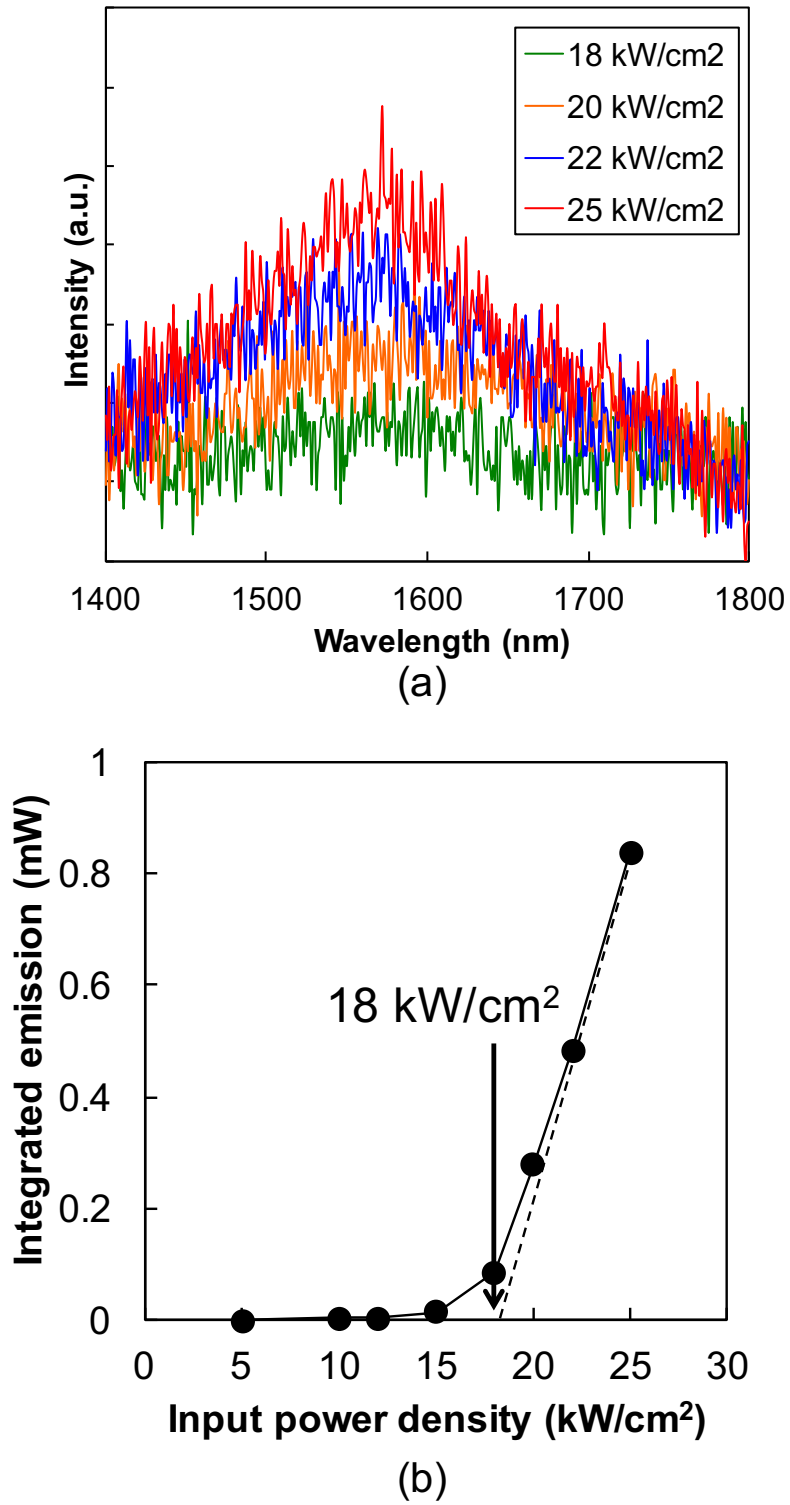 18 kW/cm2
20 kW/cm2
22 kW/cm2
25 kW/cm2
Intensity (a.u.)
1400 1500 1600 1700 1800
Wavelength (nm)
(a)
1
0.8
0.6
0.4
0.2
0
Integrated emission (mW)
18 kW/cm²
0 5 10 15 20 25 30
Input power density (kW/cm²)
(b)